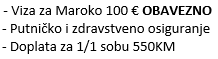 - Viza za Maroko 100 € OBAVEZNO
- Putničko i zdravstveno osiguranje
- Doplata za 1/1 sobu 550KM